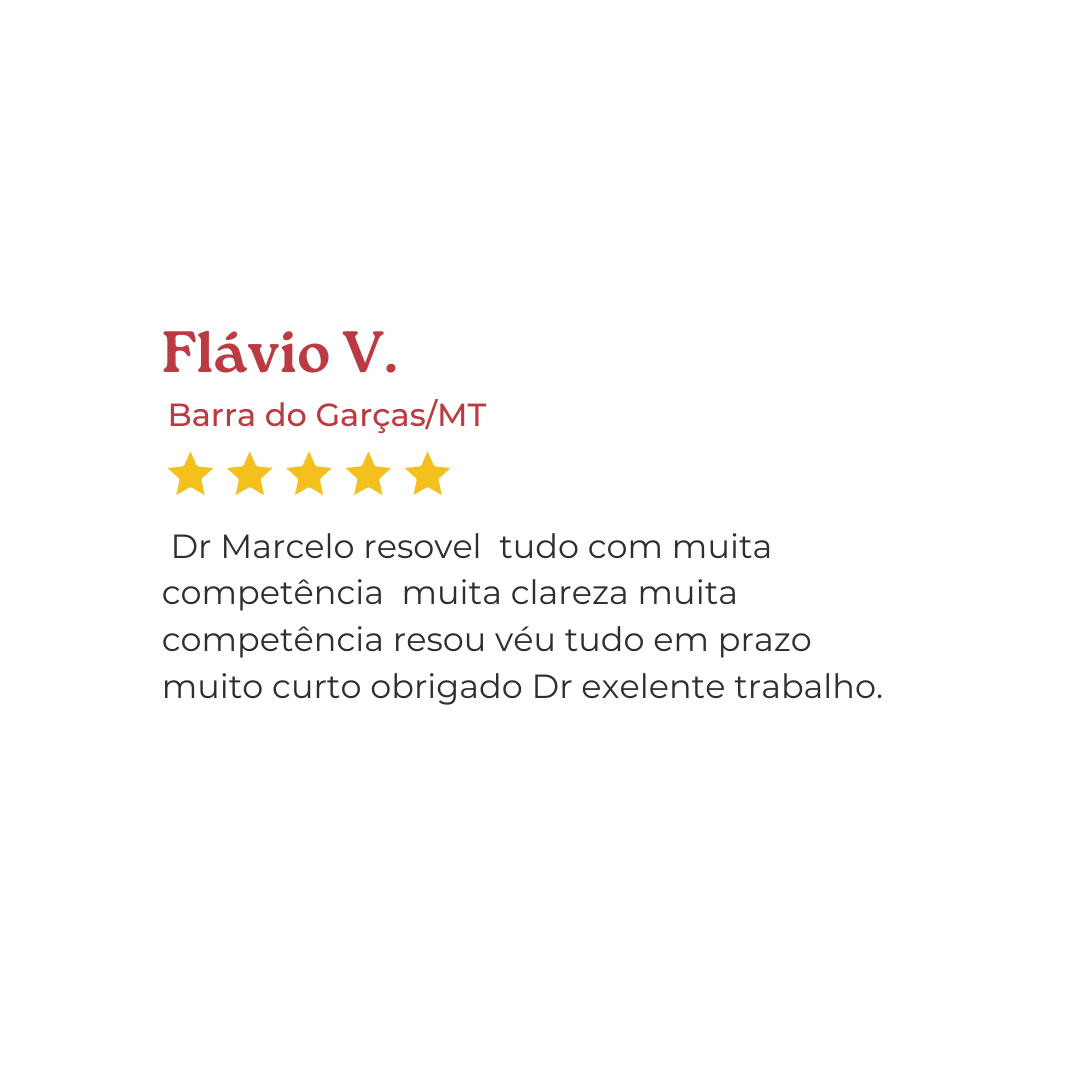 Flávio V.
Barra do Garças/MT
Dr Marcelo resovel  tudo com muita
competência  muita clareza muita
competência resou véu tudo em prazo
muito curto obrigado Dr exelente trabalho.